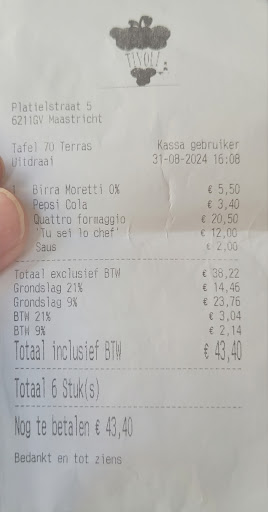 TIVOLI
Platielstraat 5
6211GV Maastricht
Tafel 70 Terras Kassa gebruiker
Uitdraai 31-08-2024 16:08
1 Birra Moretti 0% € 5,50
Pepsi Cola € 3,40
Quattro formaggio € 20,50
'Tu sei lo chef' € 12,00
Saus € 2,00
Totaal exclusief BTW € 38,22
Grondslag 21% € 14,46
Grondslag 9% € 23,76
BTW 21% € 3,04
BTW 9% € 2,14
Totaal inclusief BTW € 43,40
Totaal 6 Stuk(s)
Nog te betalen € 43,40
Bedankt en tot ziens